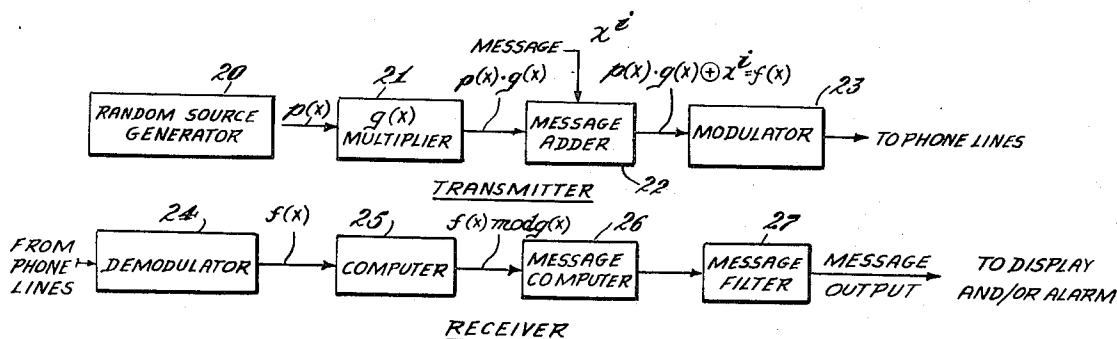 MESSAGE x^i
20
RANDOM SOURCE
GENERATOR
p(x)
21
g(x)
MULTIPLIER
p(x)·g(x)
MESSAGE
ADDER
22
p(x)·g(x)⊕x^i=f(x)
MODULATOR
23
TO PHONE LINES
TRANSMITTER
FROM
PHONE
LINES
24
DEMODULATOR
f(x)
25
COMPUTER
f(x)modg(x)
26
MESSAGE
COMPUTER
27
MESSAGE
FILTER
MESSAGE
OUTPUT
TO DISPLAY
AND/OR ALARM
RECEIVER